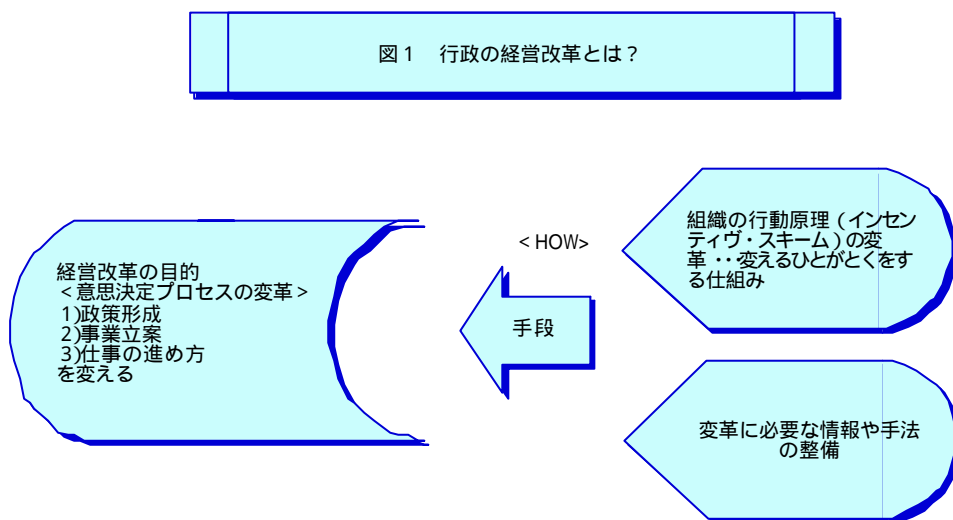 図1 行政の経営改革とは？
経営改革の目的
＜意思決定プロセスの変革＞
1)政策形成
2)事業立案
3)仕事の進め方
を変える
＜HOW＞
手段
組織の行動原理（インセン
ティヴ・スキーム）の変
革・・変えるひとがとくをす
る仕組み
変革に必要な情報や手法
の整備